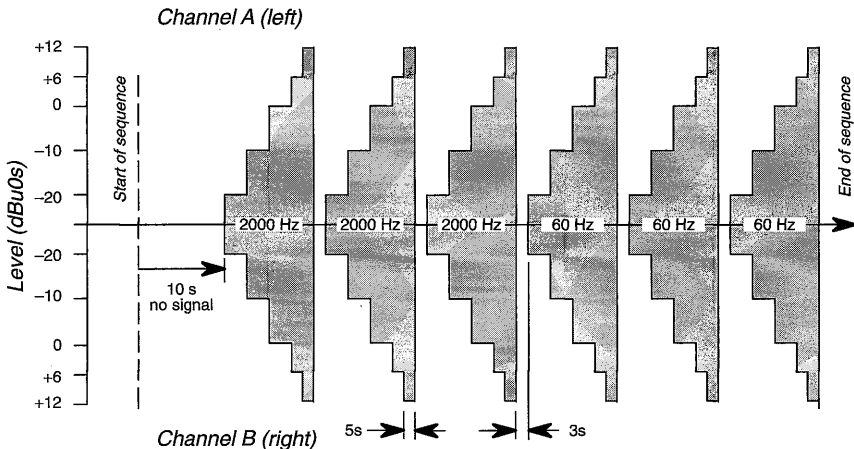 Channel A (left)
+12
+6
0
−10
−20
−20
−10
0
+6
+12
Level (dBu0s)
Start of sequence
End of sequence
2000 Hz
2000 Hz
2000 Hz
60 Hz
60 Hz
60 Hz
10 s
no signal
5s
3s
Channel B (right)